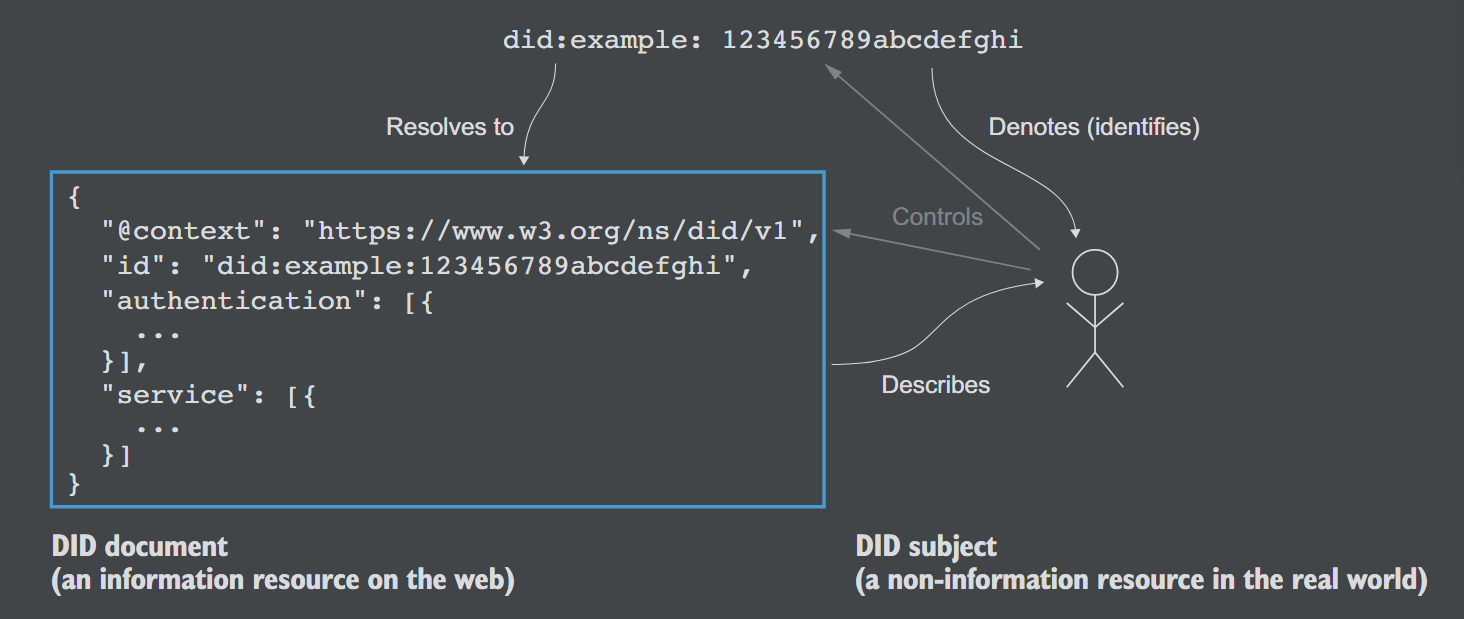 did:example: 123456789abcdefghi
Resolves to
Denotes (identifies)
Controls
Describes
{
  "@context": "https://www.w3.org/ns/did/v1",
  "id": "did:example:123456789abcdefghi",
  "authentication": [{
    ...
  }],
  "service": [{
    ...
  }]
}
DID document
(an information resource on the web)
DID subject
(a non-information resource in the real world)